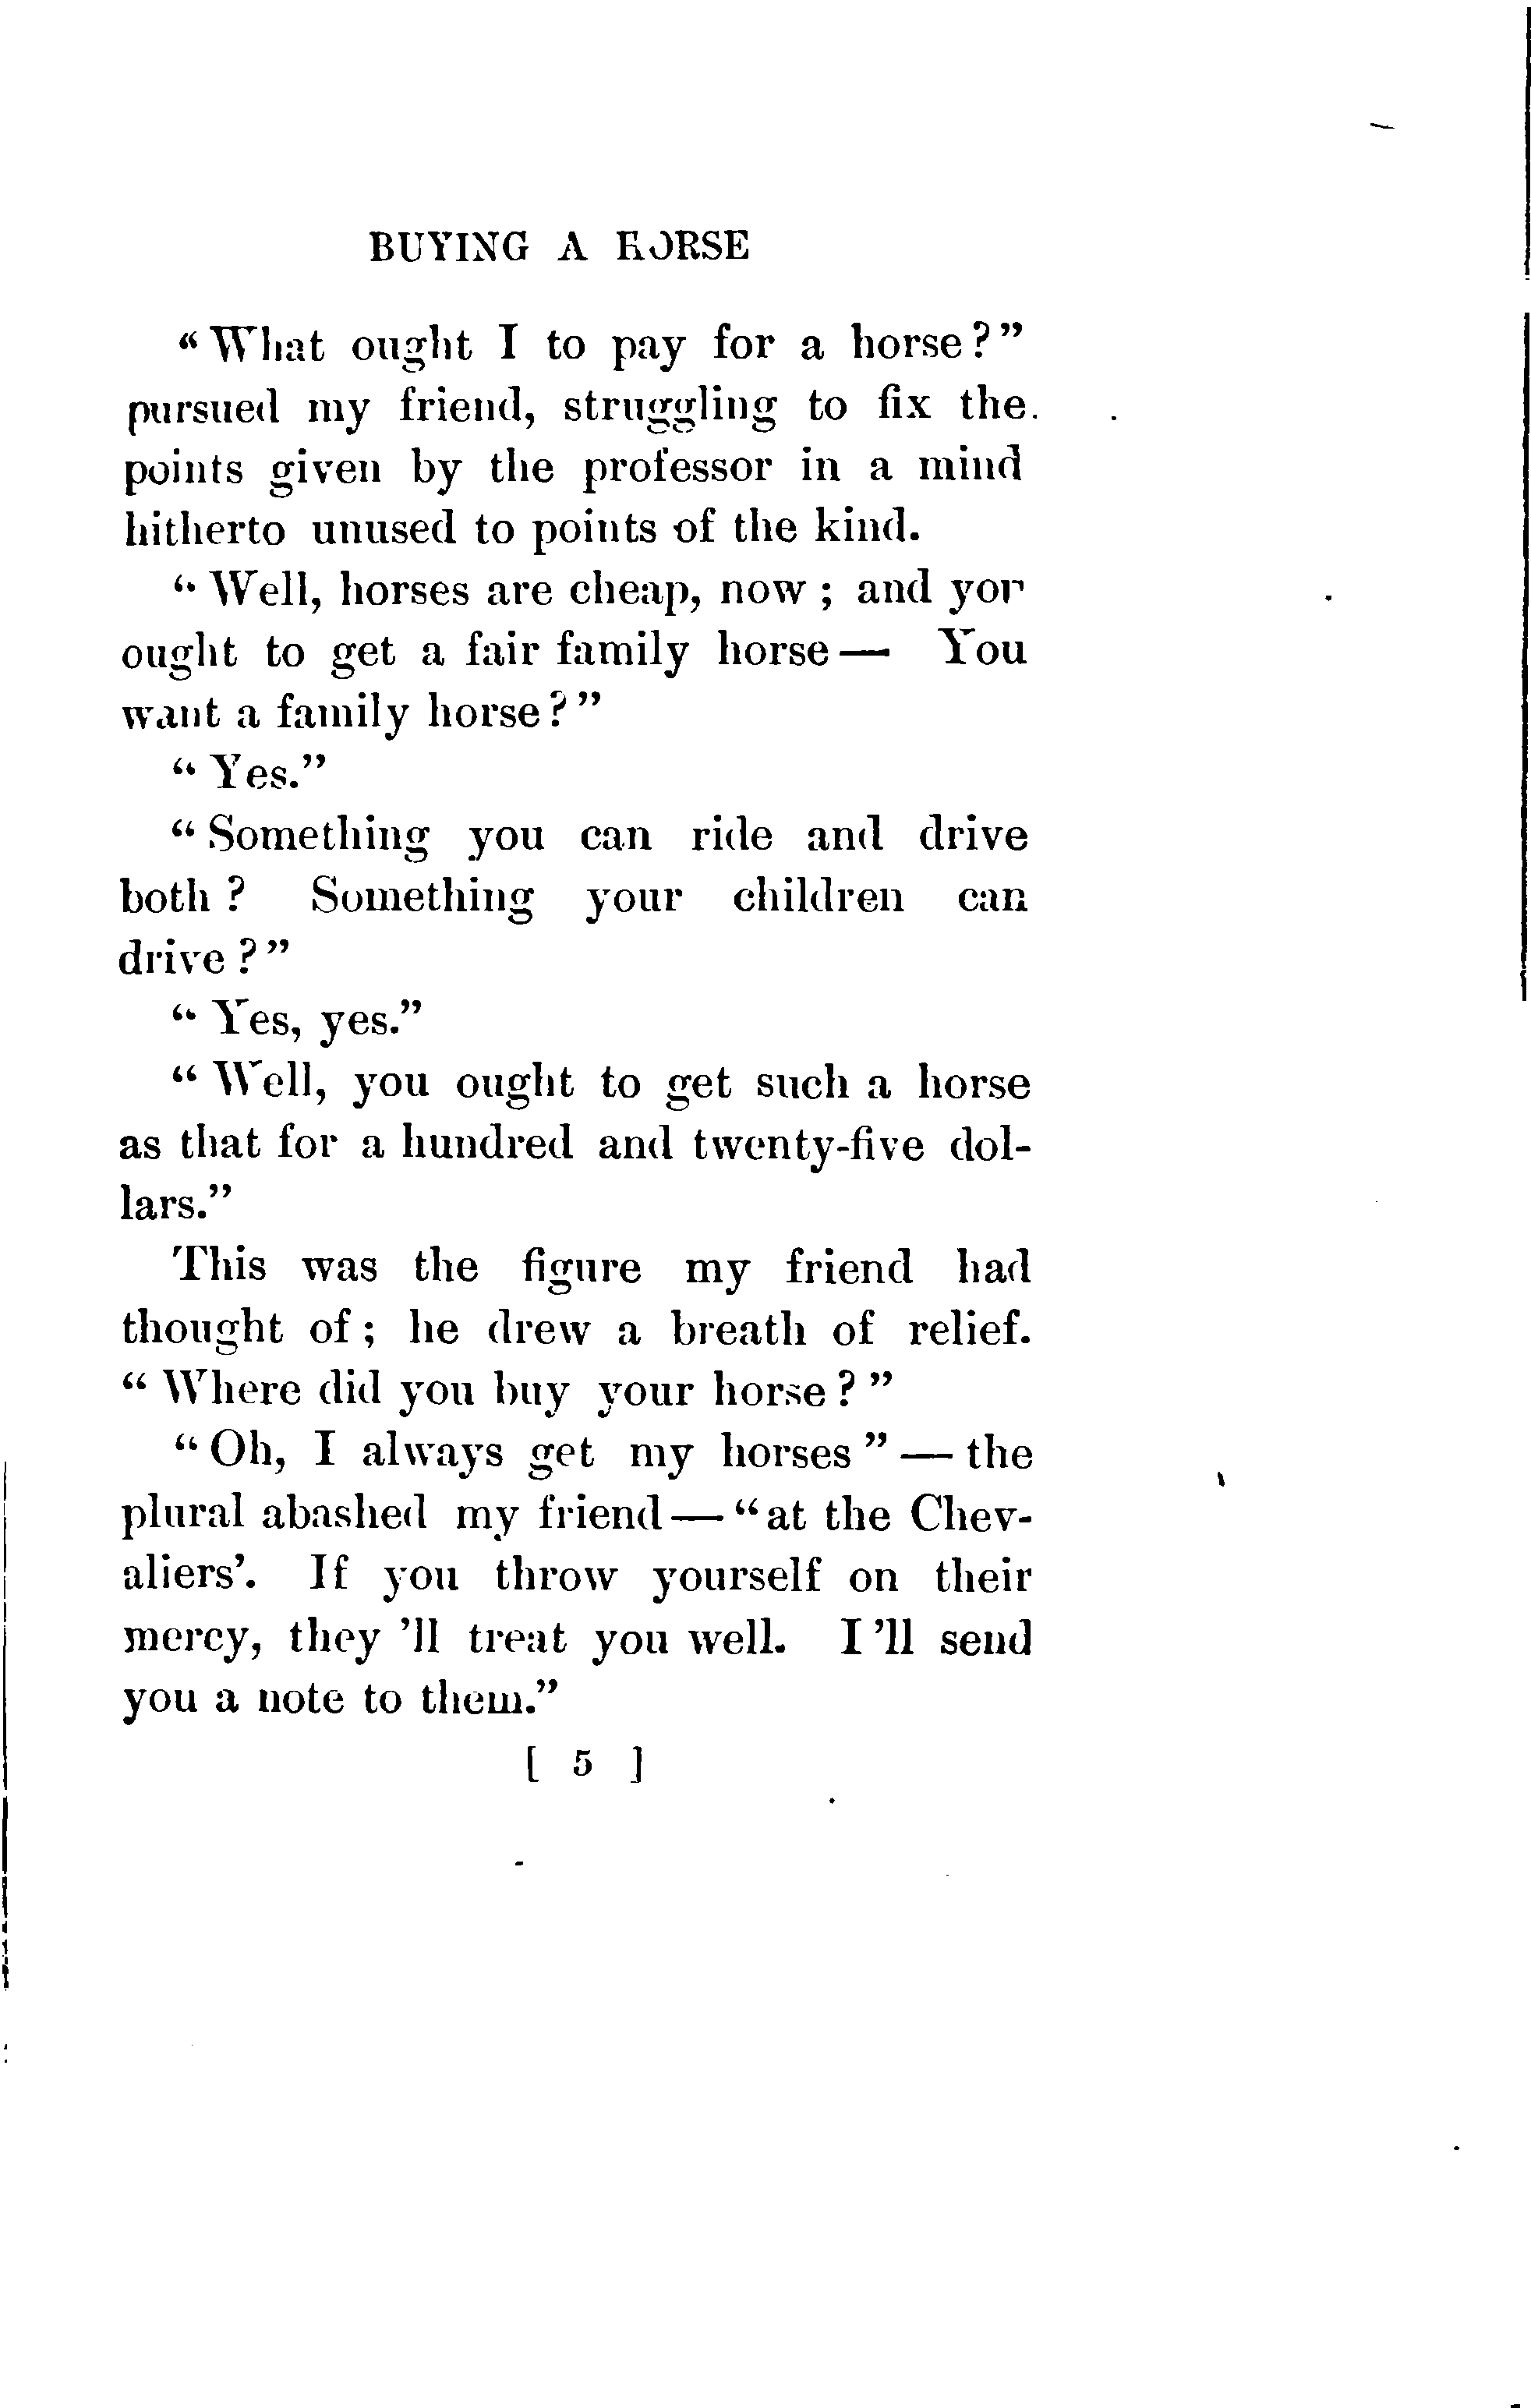 BUYING A HORSE
"What ought I to pay for a horse?"
pursued my friend, struggling to fix the
points given by the professor in a mind
hitherto unused to points of the kind.
"Well, horses are cheap, now; and you
ought to get a fair family horse— You
want a family horse?"
"Yes."
"Something you can ride and drive
both? Something your children can
drive?"
"Yes, yes."
"Well, you ought to get such a horse
as that for a hundred and twenty-five dol-
lars."
This was the figure my friend had
thought of; he drew a breath of relief.
"Where did you buy your horse?"
"Oh, I always get my horses"—the
plural abashed my friend—"at the Chev-
aliers'. If you throw yourself on their
mercy, they 'll treat you well. I 'll send
you a note to them."
[ 5 ]